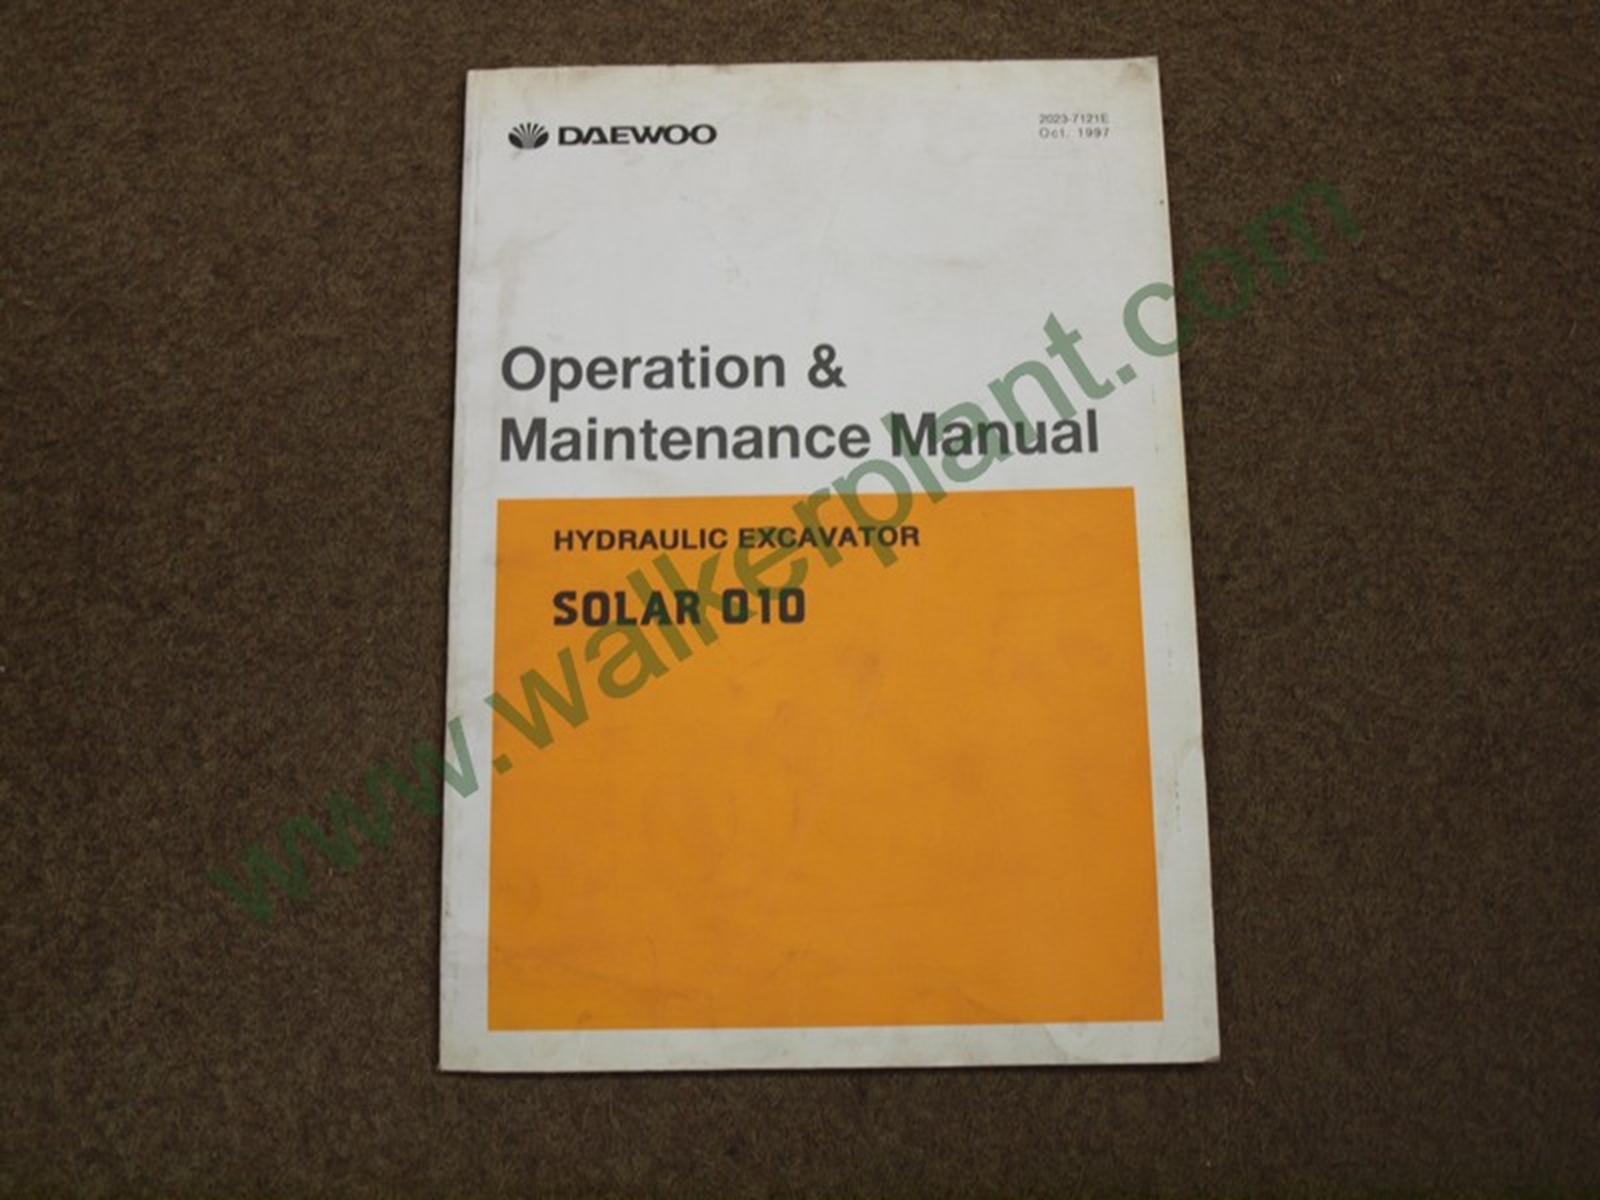 DAEWOO
2023-7121E
Oct. 1997
Operation &
Maintenance Manual
HYDRAULIC EXCAVATOR
SOLAR 010
www.walkerplant.com